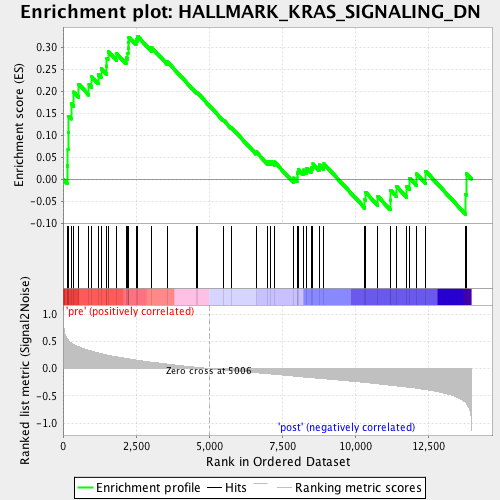 Enrichment plot: HALLMARK_KRAS_SIGNALING_DN
Enrichment score (ES)
0.30
0.25
0.20
0.15
0.10
0.05
0.00
-0.05
-0.10
'pre' (positively correlated)
Ranked list metric (Signal2Noise)
1.0
0.5
0.0
-0.5
-1.0
Zero cross at 5006
'post' (negatively correlated)
0 2,500 5,000 7,500 10,000 12,500
Rank in Ordered Dataset
Enrichment profile Hits Ranking metric scores